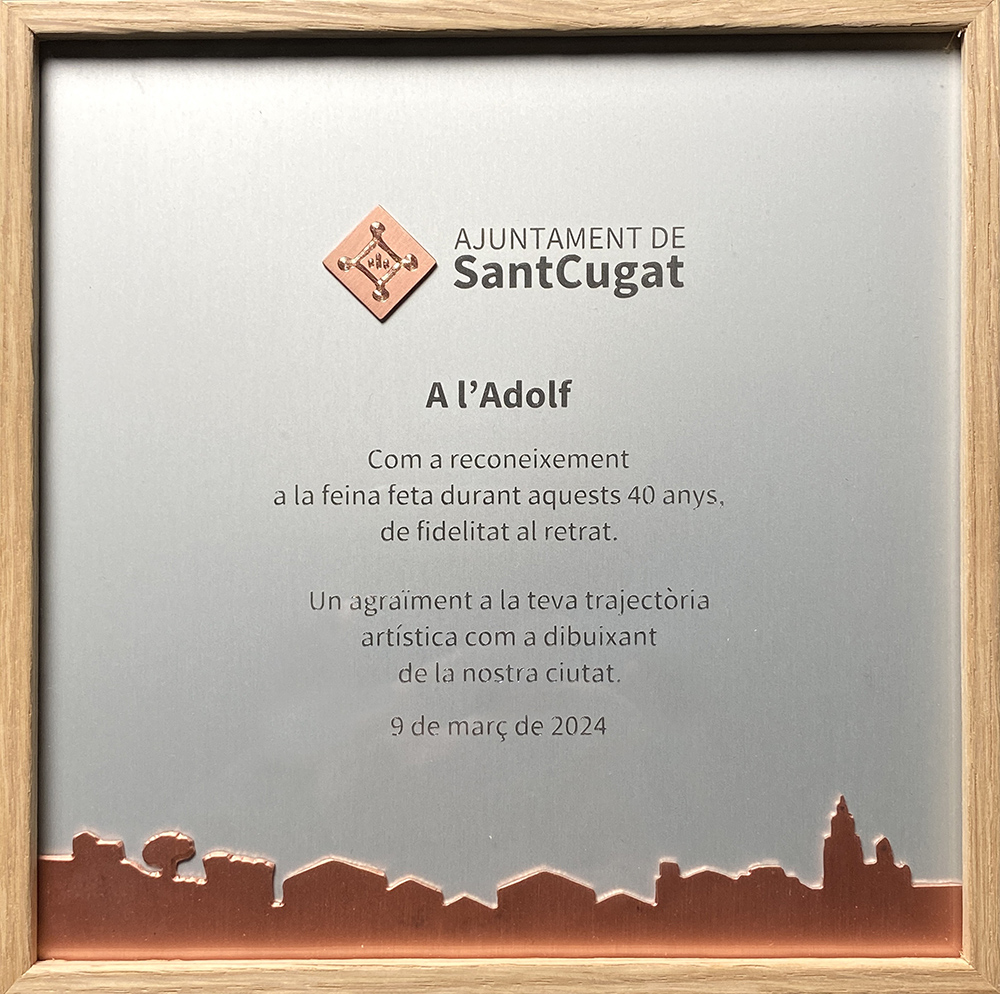 AJUNTAMENT DE
SantCugat
A l’Adolf
Com a reconeixement
a la feina feta durant aquests 40 anys,
de fidelitat al retrat.
Un agraïment a la teva trajectòria
artística com a dibuixant
de la nostra ciutat.
9 de març de 2024